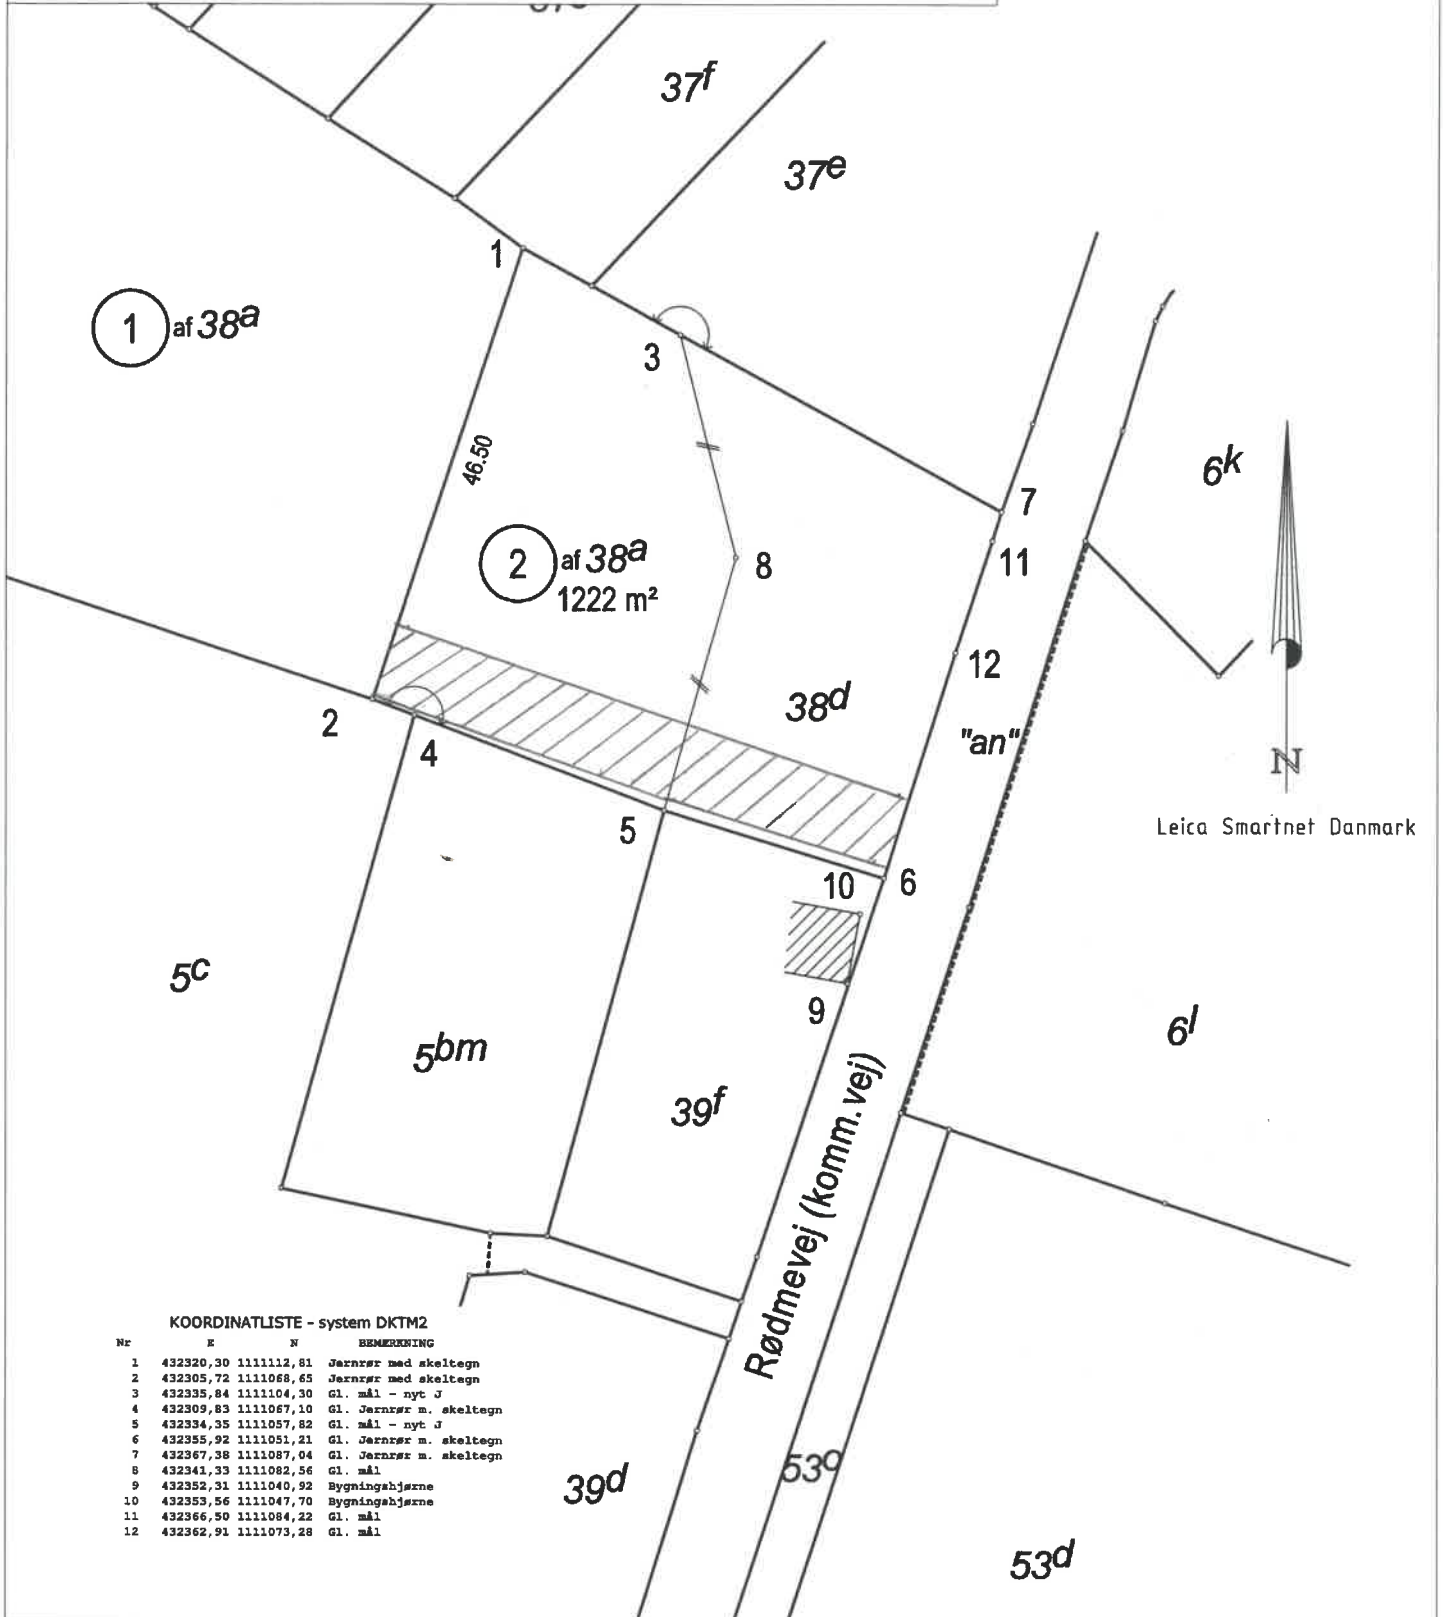 37f
37e
1
1 af 38a
3
46.50
6k
7
11
2 af 38a
1222 m²
8
12
38d
"an"
2
4
N
5
Leica Smartnet Danmark
10
6
5c
9
6l
5bm
39f
Rødmevej (komm. vej)
KOORDINATLISTE - system DKTM2
Nr E N BEMÆRKNING
1 432320,30 1111112,81 Jernrør med skeltegn
2 432305,72 1111068,65 Jernrør med skeltegn
3 432335,84 1111104,30 Gl. mål - nyt J
4 432309,83 1111067,10 Gl. Jernrør m. skeltegn
5 432334,35 1111057,82 Gl. mål - nyt J
6 432355,92 1111051,21 Gl. Jernrør m. skeltegn
7 432367,38 1111087,04 Gl. Jernrør m. skeltegn
8 432341,33 1111082,56 Gl. mål
9 432352,31 1111040,92 Bygningshjørne
10 432353,56 1111047,70 Bygningshjørne
11 432366,50 1111084,22 Gl. mål
12 432362,91 1111073,28 Gl. mål
39d
53d